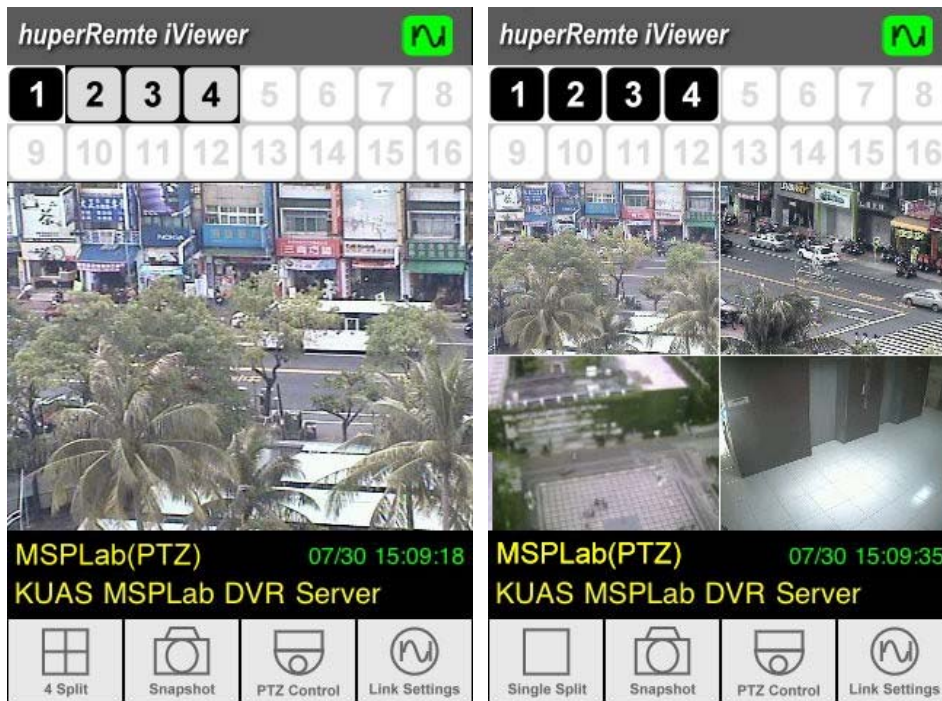 huperRemte iViewer
1 2 3 4 5 6 7 8
9 10 11 12 13 14 15 16
NOKIA
MSPLab(PTZ) 07/30 15:09:18
KUAS MSPLab DVR Server
4 Split Snapshot PTZ Control Link Settings
huperRemte iViewer
1 2 3 4 5 6 7 8
9 10 11 12 13 14 15 16
MSPLab(PTZ) 07/30 15:09:35
KUAS MSPLab DVR Server
Single Split Snapshot PTZ Control Link Settings